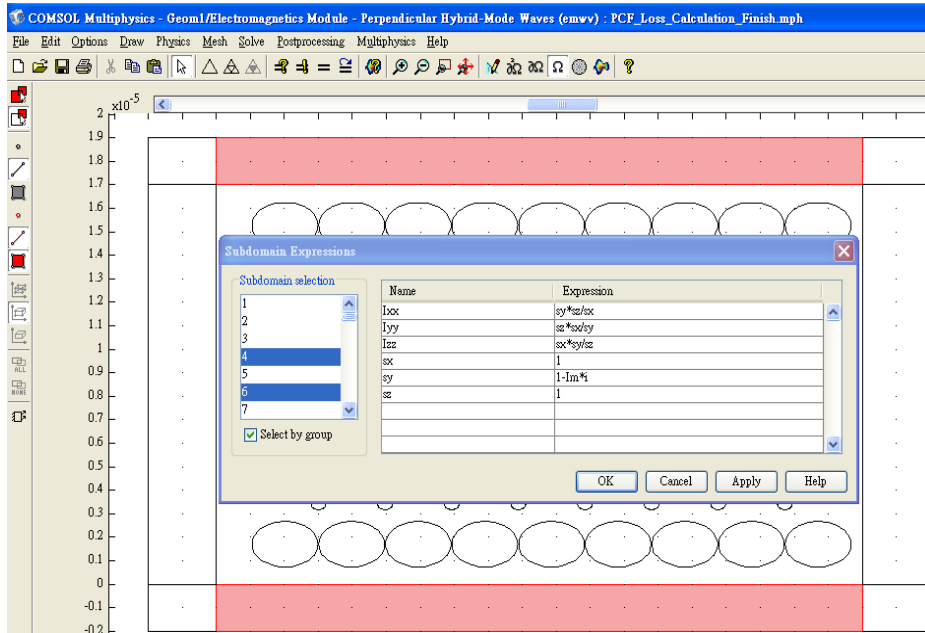 COMSOL Multiphysics - Geom1/Electromagnetics Module - Perpendicular Hybrid-Mode Waves (emwv) : PCF_Loss_Calculation_Finish.mph
File Edit Options Draw Physics Mesh Solve Postprocessing Multiphysics Help
x10^-5
2
1.9
1.8
1.7
1.6
1.5
1.4
1.3
1.2
1.1
1
0.9
0.8
0.7
0.6
0.5
0.4
0.3
0.2
0.1
0
-0.1
-0.2
ALL
NONE
Subdomain Expressions
Subdomain selection
1
2
3
4
5
6
7
Select by group
Name Expression
Ixx sy*sz/sx
Iyy sz*sx/sy
Izz sx*sy/sz
sx 1
sy 1-Im*i
sz 1
OK Cancel Apply Help